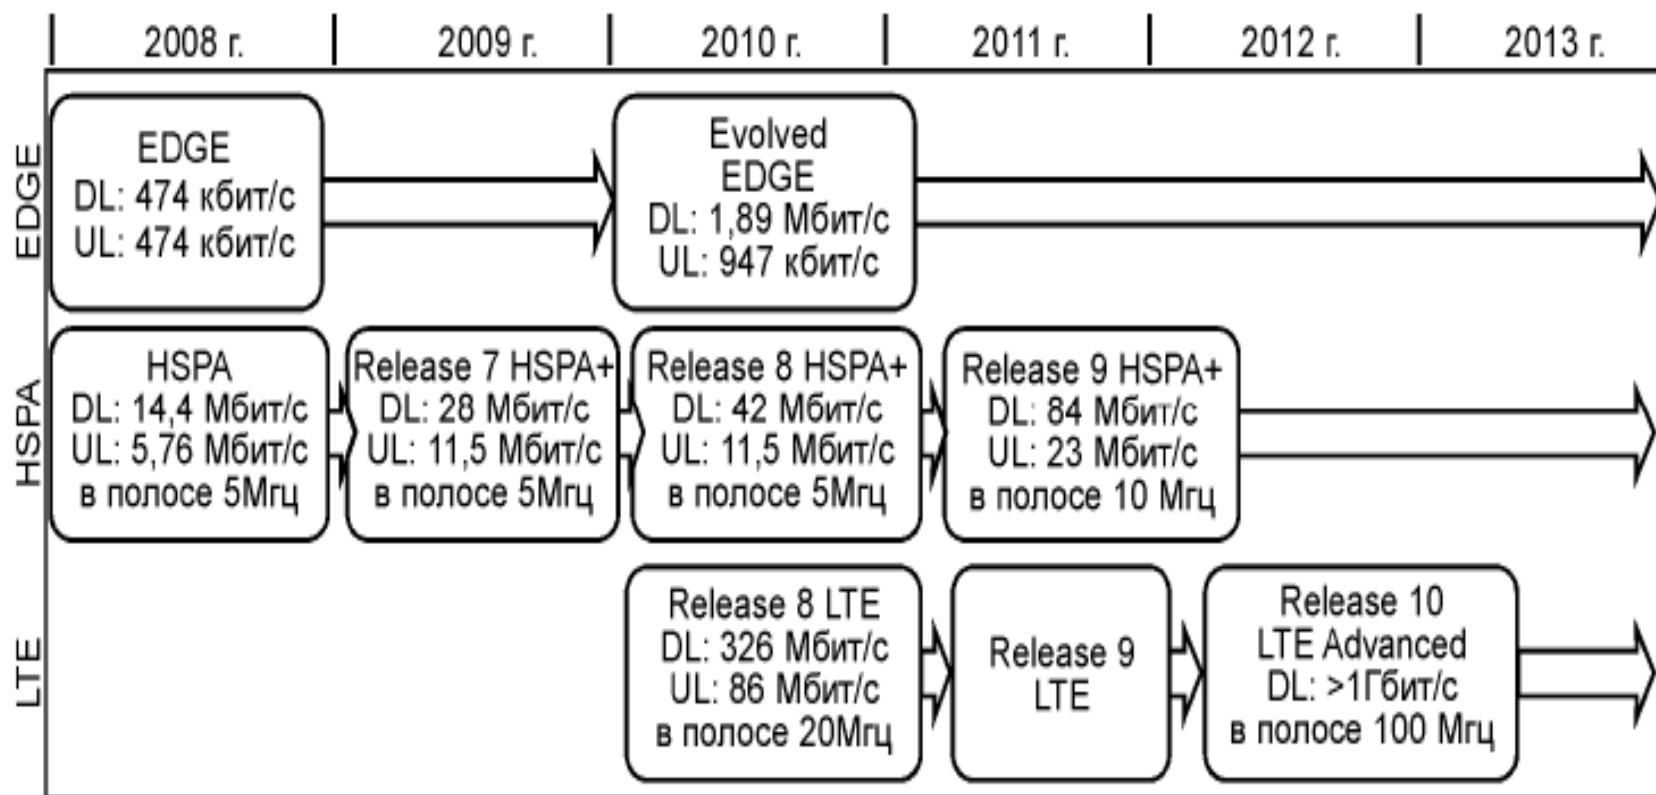 2008 г.
2009 г.
2010 г.
2011 г.
2012 г.
2013 г.
EDGE
EDGE
DL: 474 кбит/с
UL: 474 кбит/с
Evolved
EDGE
DL: 1,89 Мбит/с
UL: 947 кбит/с
HSPA
HSPA
DL: 14,4 Мбит/с
UL: 5,76 Мбит/с
в полосе 5Мгц
Release 7 HSPA+
DL: 28 Мбит/с
UL: 11,5 Мбит/с
в полосе 5Мгц
Release 8 HSPA+
DL: 42 Мбит/с
UL: 11,5 Мбит/с
в полосе 5Мгц
Release 9 HSPA+
DL: 84 Мбит/с
UL: 23 Мбит/с
в полосе 10 Мгц
LTE
Release 8 LTE
DL: 326 Мбит/с
UL: 86 Мбит/с
в полосе 20Мгц
Release 9
LTE
Release 10
LTE Advanced
DL: >1Гбит/с
в полосе 100 Мгц